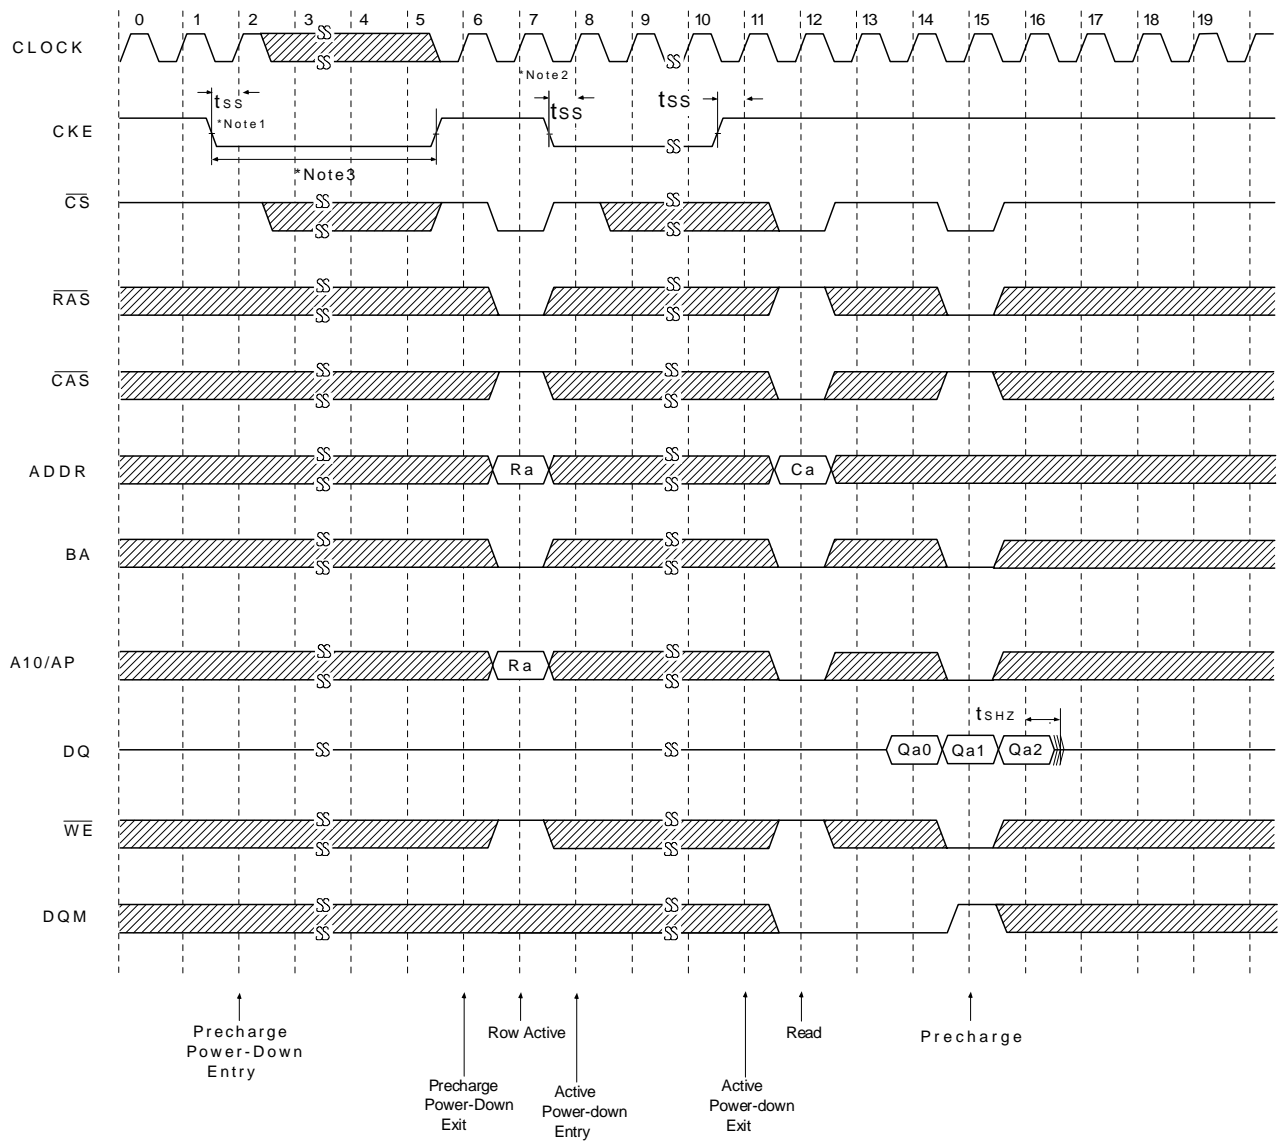 0 1 2 3 4 5 6 7 8 9 10 11 12 13 14 15 16 17 18 19
CLOCK
*Note2
tSS
tSS
tSS
*Note1
CKE
*Note3
CS
RAS
CAS
ADDR
Ra
Ca
BA
A10/AP
Ra
tSHZ
DQ
Qa0
Qa1
Qa2
WE
DQM
Precharge
Power-Down
Entry
Row Active
Read
Precharge
Precharge
Power-Down
Exit
Active
Power-down
Entry
Active
Power-down
Exit